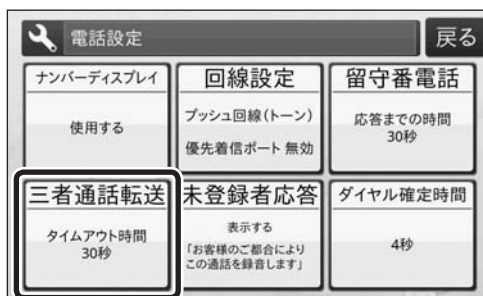 電話設定
戻る
ナンバーディスプレイ
使用する
回線設定
プッシュ回線(トーン)
優先着信ポート 無効
留守番電話
応答までの時間
30秒
三者通話転送
タイムアウト時間
30秒
未登録者応答
表示する
「お客様のご都合により
この通話を録音します」
ダイヤル確定時間
4秒